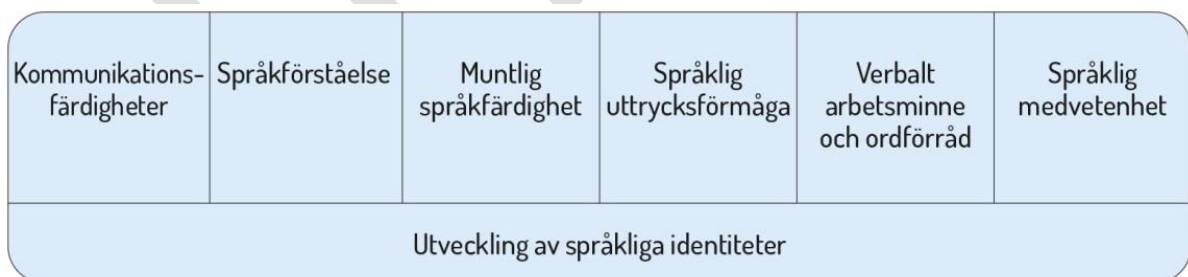 Kommunikations-
färdigheter
Språkförståelse
Muntlig
språkfärdighet
Språklig
uttrycksförmåga
Verbalt
arbetsminne
och ordförråd
Språklig
medvetenhet
Utveckling av språkliga identiteter